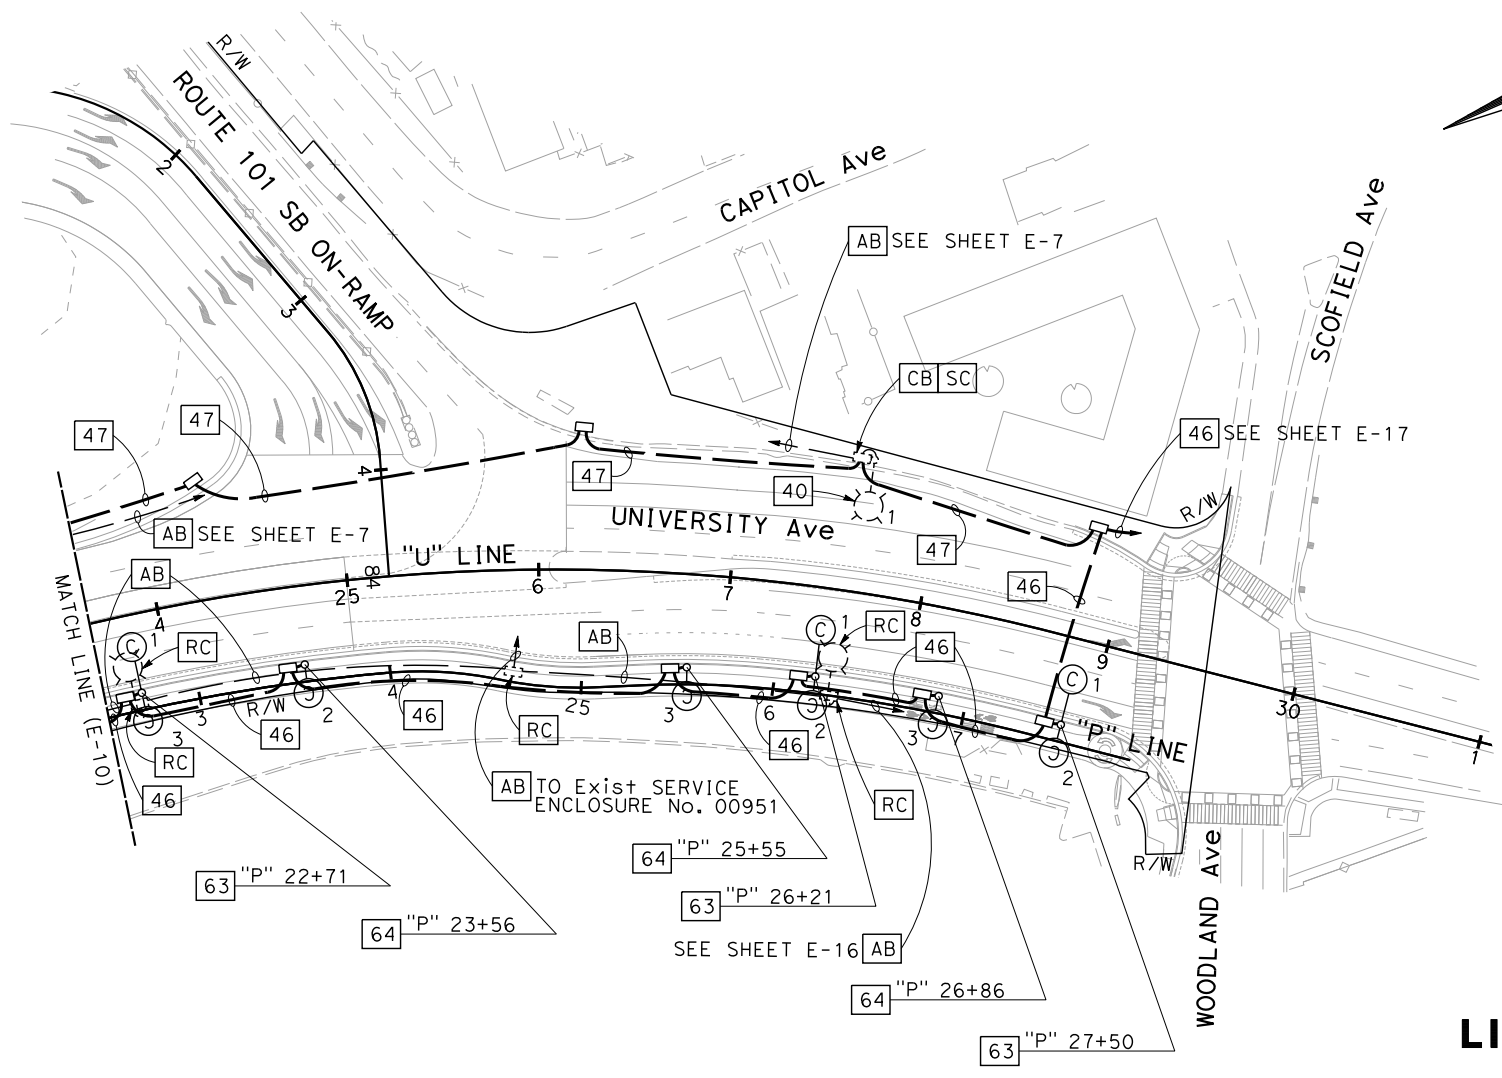 R/W
ROUTE 101 SB ON-RAMP
2
3
4
CAPITOL Ave
SCOFIELD Ave
AB SEE SHEET E-7
CB SC
47
47
47
40
1
46 SEE SHEET E-17
R/W
AB SEE SHEET E-7
UNIVERSITY Ave
47
"U" LINE
84
AB
46
MATCH LINE (E-10)
4
25
6
7
8
9
30
1
C 1
RC
AB
C 1
RC
46
C 1
3
R/W
2
4
46
25
3
6
2
3
7
2
"P" LINE
3
46
RC
46
RC
46
AB TO Exist SERVICE
ENCLOSURE No. 00951
RC
64 "P" 25+55
63 "P" 22+71
63 "P" 26+21
64 "P" 23+56
SEE SHEET E-16 AB
64 "P" 26+86
63 "P" 27+50
R/W
WOODLAND Ave
LI